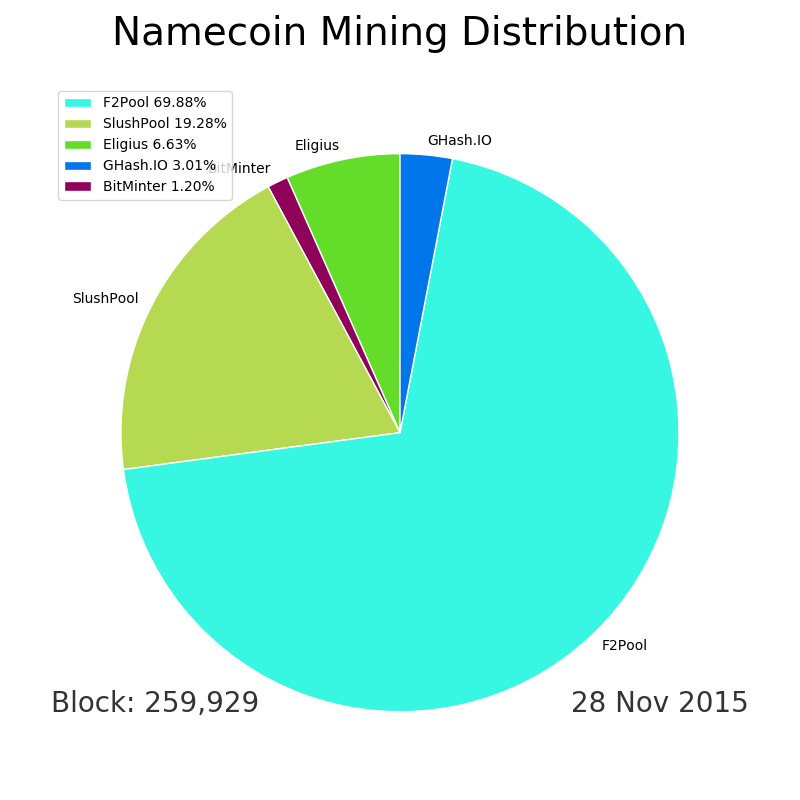 Namecoin Mining Distribution
F2Pool 69.88%
SlushPool 19.28%
Eligius 6.63%
GHash.IO 3.01%
BitMinter 1.20%
GHash.IO
Eligius
BitMinter
SlushPool
F2Pool
Block: 259,929
28 Nov 2015